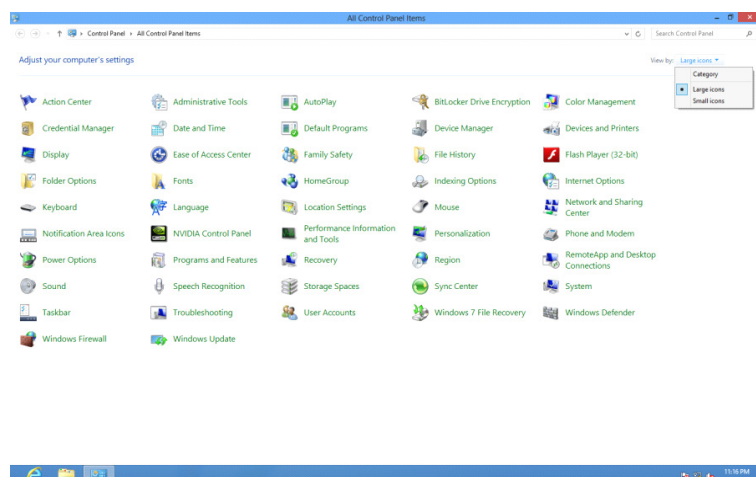 All Control Panel Items
Control Panel ▸ All Control Panel Items
Search Control Panel
Adjust your computer's settings
View by: Large icons
Category
Large icons
Small icons
Action Center
Administrative Tools
AutoPlay
BitLocker Drive Encryption
Color Management
Credential Manager
Date and Time
Default Programs
Device Manager
Devices and Printers
Display
Ease of Access Center
Family Safety
File History
Flash Player (32-bit)
Folder Options
Fonts
HomeGroup
Indexing Options
Internet Options
Keyboard
Language
Location Settings
Mouse
Network and Sharing
Center
Notification Area Icons
NVIDIA Control Panel
Performance Information
and Tools
Personalization
Phone and Modem
Power Options
Programs and Features
Recovery
Region
RemoteApp and Desktop
Connections
Sound
Speech Recognition
Storage Spaces
Sync Center
System
Taskbar
Troubleshooting
User Accounts
Windows 7 File Recovery
Windows Defender
Windows Firewall
Windows Update
11:16 PM